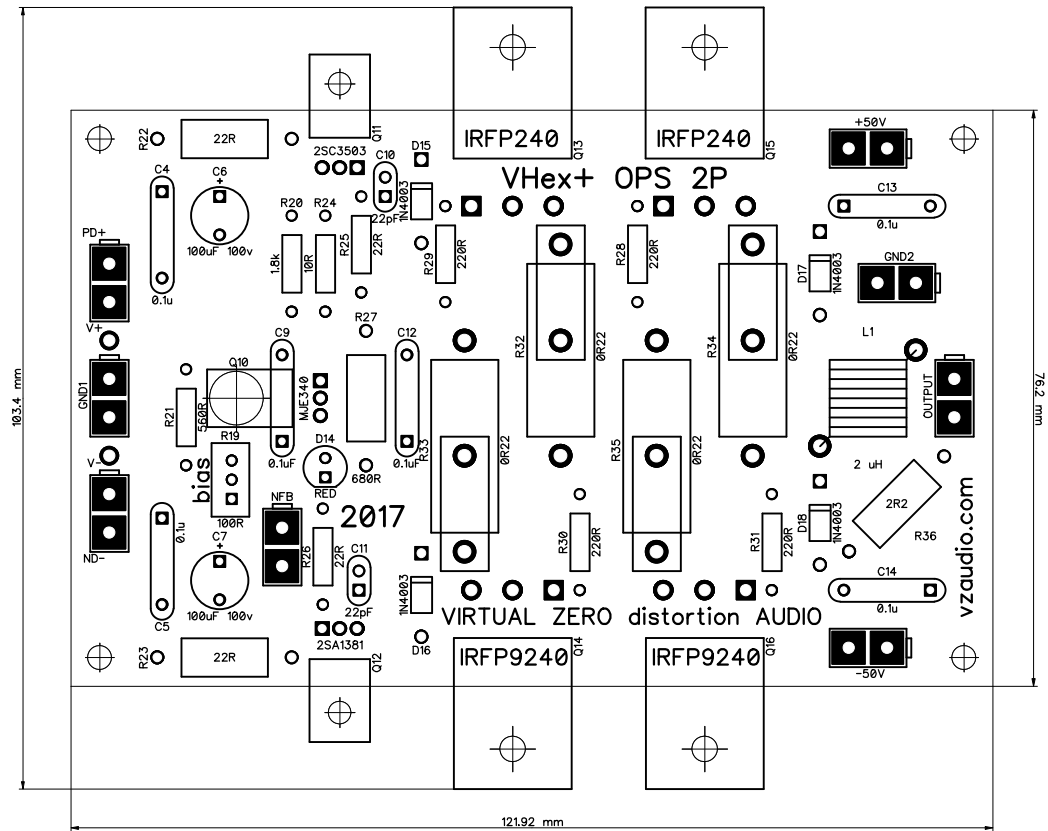 IRFP240
Q13
IRFP240
Q15
Q11
R22
22R
2SC3503
C10
22pF
D15
1N4003
+50V
VHex+ OPS 2P
C4
0.1u
C6
+
100uF 100v
R20
1.8k
R24
10R
R25
22R
R29
220R
R28
220R
C13
0.1u
D17
1N4003
GND2
PD+
V+
R27
680R
R32
0R22
R34
0R22
L1
2 uH
GND1
Q10
C9
0.1uF
C12
0.1uF
MJE340
R21
560R
OUTPUT
103.4 mm
76.2 mm
R19
bias
100R
D14
RED
R33
0R22
R35
0R22
V-
ND-
C5
0.1u
C7
+
100uF 100v
NFB
R26
22R
2017
C11
22pF
R30
220R
R31
220R
D18
1N4003
2R2
R36
vzaudio.com
1N4003
D16
C14
0.1u
VIRTUAL ZERO distortion AUDIO
R23
22R
2SA1381
Q12
IRFP9240
Q14
IRFP9240
Q16
-50V
121.92 mm